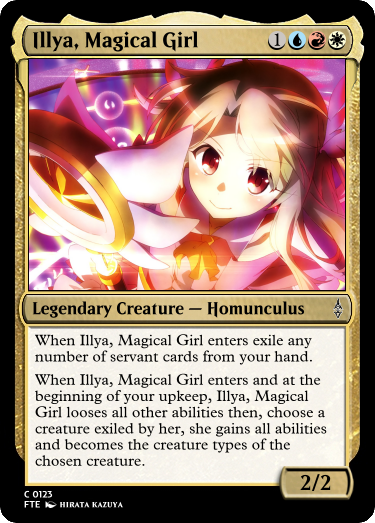 Illya, Magical Girl 1
Legendary Creature — Homunculus
When Illya, Magical Girl enters exile any
number of servant cards from your hand.
When Illya, Magical Girl enters and at the
beginning of your upkeep, Illya, Magical
Girl looses all other abilities then, choose a
creature exiled by her, she gains all abilities
and becomes the creature types of the
chosen creature.
2/2
C 0123
FTE HIRATA KAZUYA